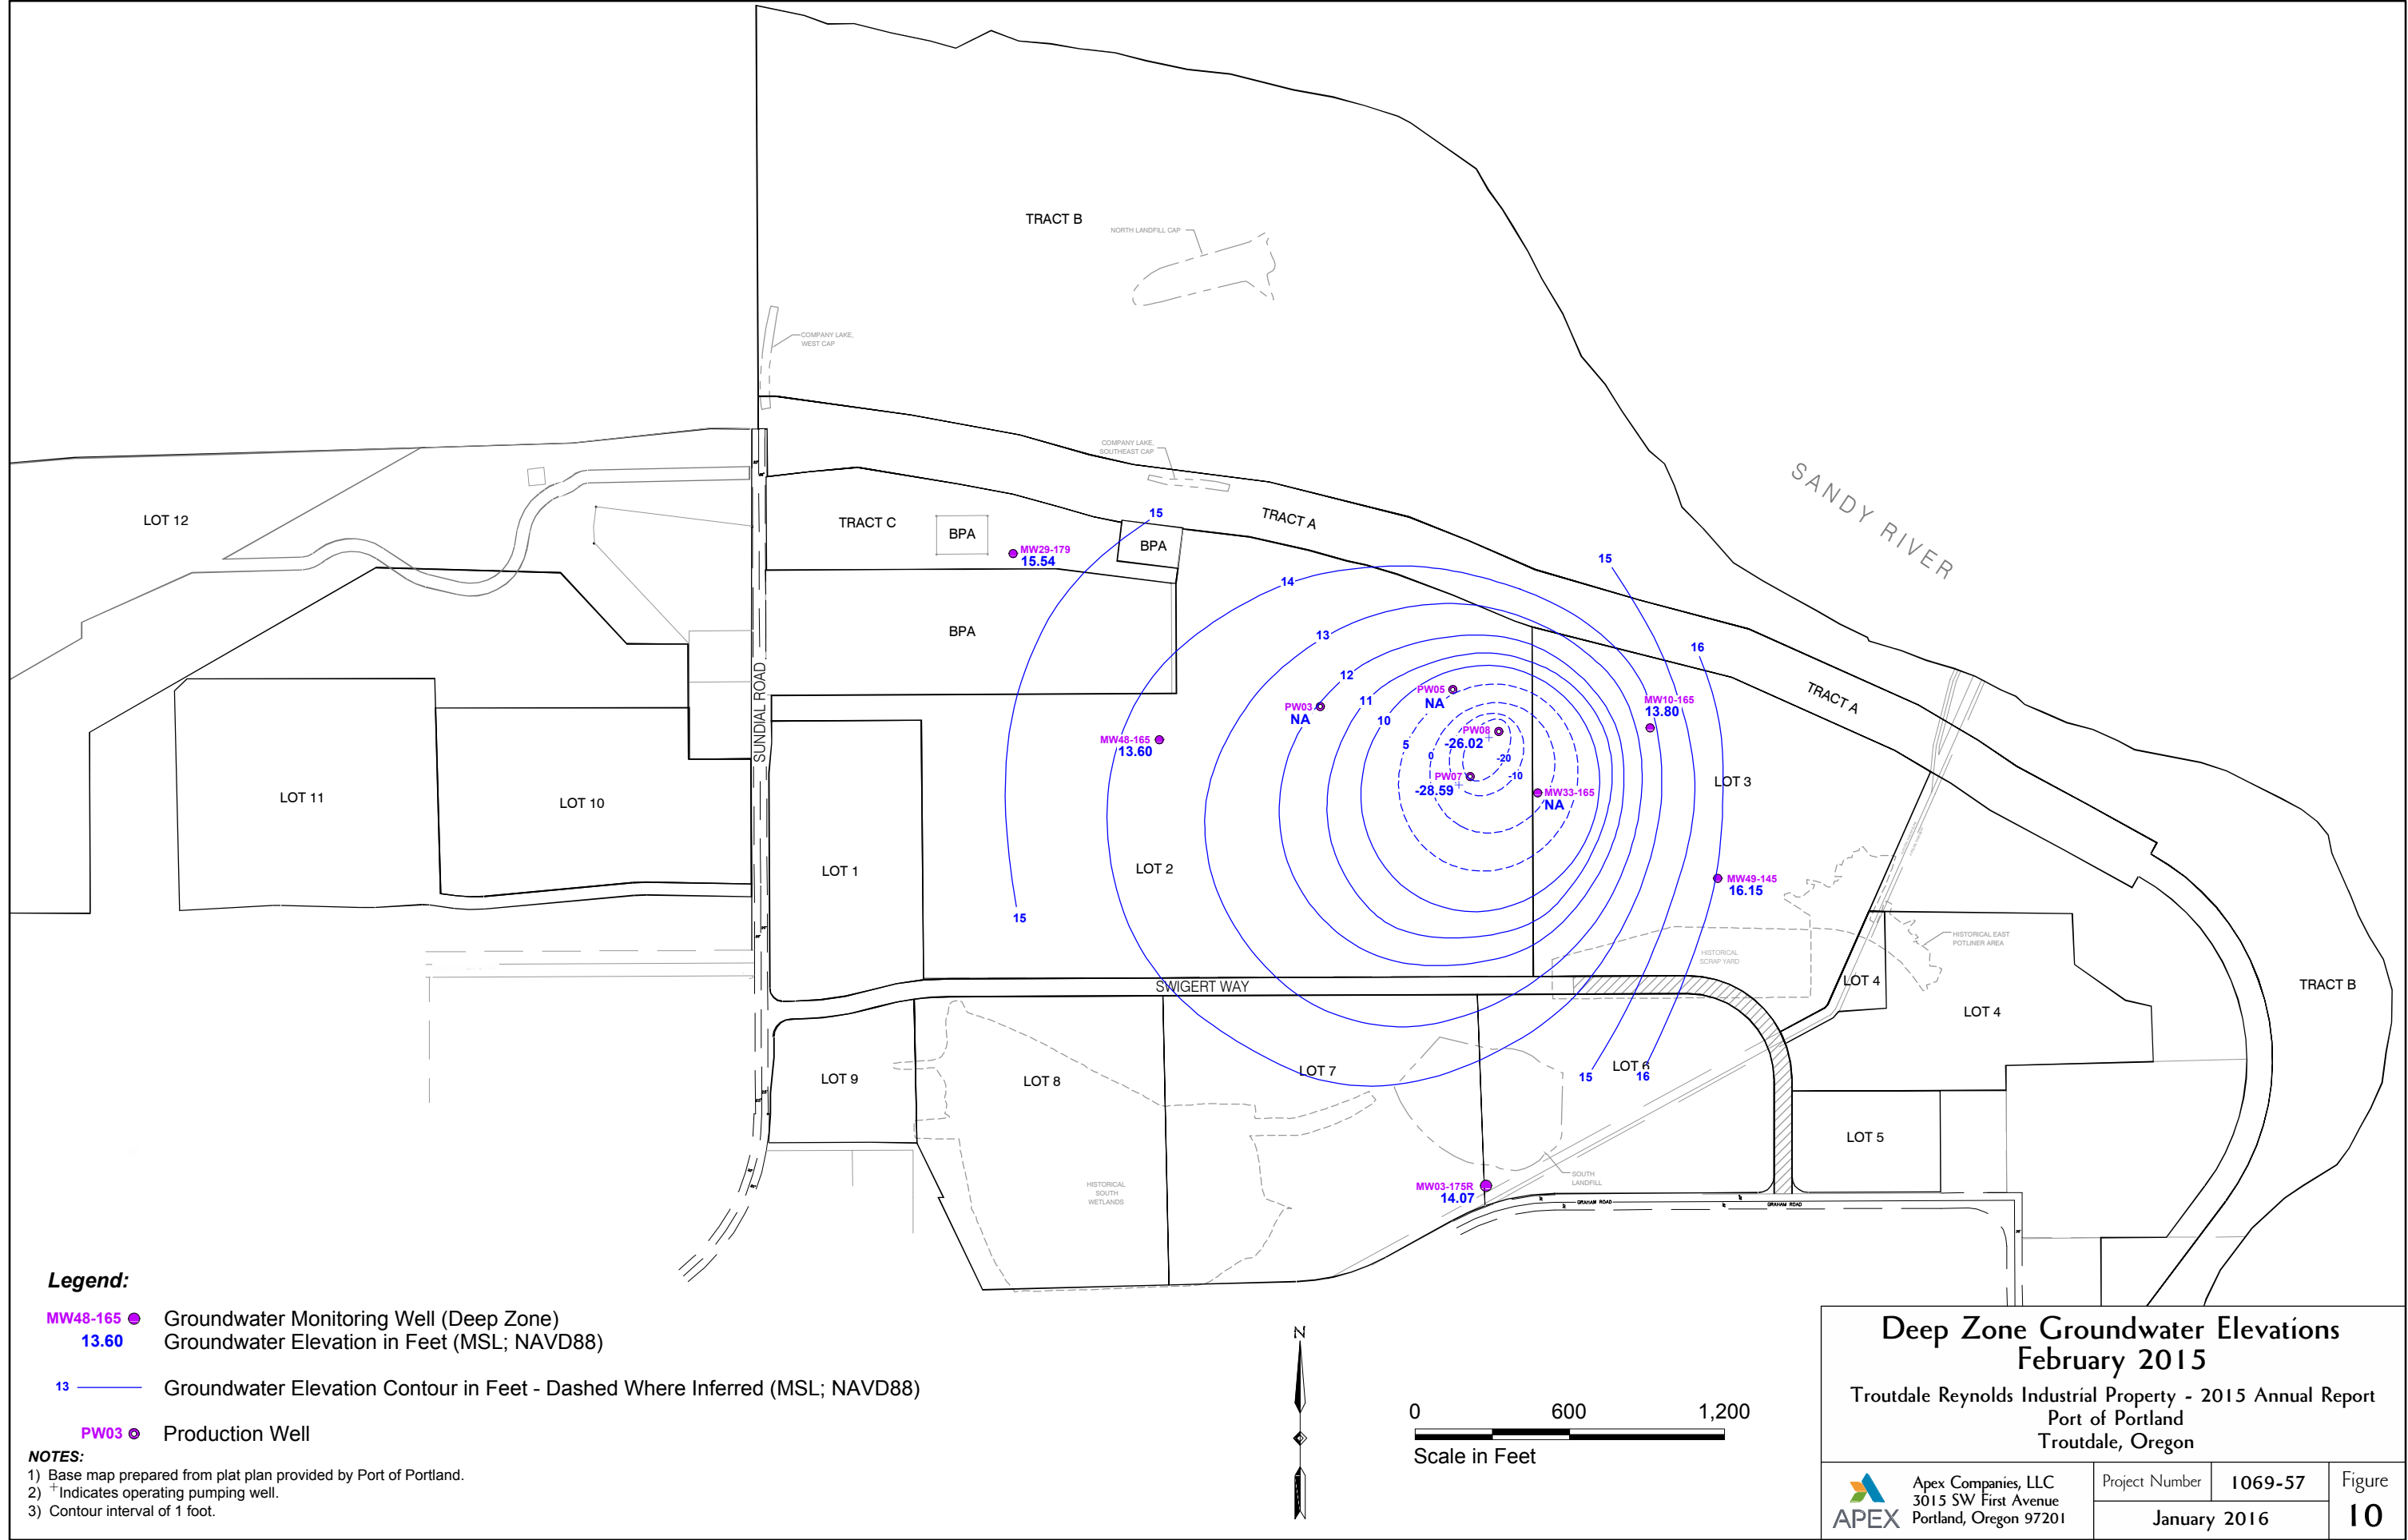 TRACT B
NORTH LANDFILL CAP
COMPANY LAKE,
WEST CAP
COMPANY LAKE,
SOUTHEAST CAP
SANDY RIVER
LOT 12
TRACT C
BPA
BPA
TRACT A
15
MW29-179
15.54
15
14
BPA
13
16
12
SUNDIAL ROAD
PW05
NA
11
PW03
NA
10
MW10-165
13.80
TRACT A
MW48-165
13.60
PW08
-26.02+
5
0
-20
-10
PW07
-28.59+
MW33-165
NA
LOT 3
LOT 11
LOT 10
LOT 1
LOT 2
MW49-145
16.15
15
HISTORICAL
SCRAP YARD
HISTORICAL EAST
POTLINER AREA
LOT 4
LOT 4
TRACT B
SWIGERT WAY
LOT 9
LOT 8
LOT 7
LOT 6
15
16
LOT 5
HISTORICAL
SOUTH
WETLANDS
SOUTH
LANDFILL
MW03-175R
14.07
GRAHAM ROAD
GRAHAM ROAD
Legend:
MW48-165 Groundwater Monitoring Well (Deep Zone)
13.60 Groundwater Elevation in Feet (MSL; NAVD88)
13 Groundwater Elevation Contour in Feet - Dashed Where Inferred (MSL; NAVD88)
PW03 Production Well
NOTES:
1) Base map prepared from plat plan provided by Port of Portland.
2) +Indicates operating pumping well.
3) Contour interval of 1 foot.
N
0 600 1,200
Scale in Feet
Deep Zone Groundwater Elevations
February 2015
Troutdale Reynolds Industrial Property - 2015 Annual Report
Port of Portland
Troutdale, Oregon
APEX
Apex Companies, LLC
3015 SW First Avenue
Portland, Oregon 97201
Project Number 1069-57
January 2016
Figure
10